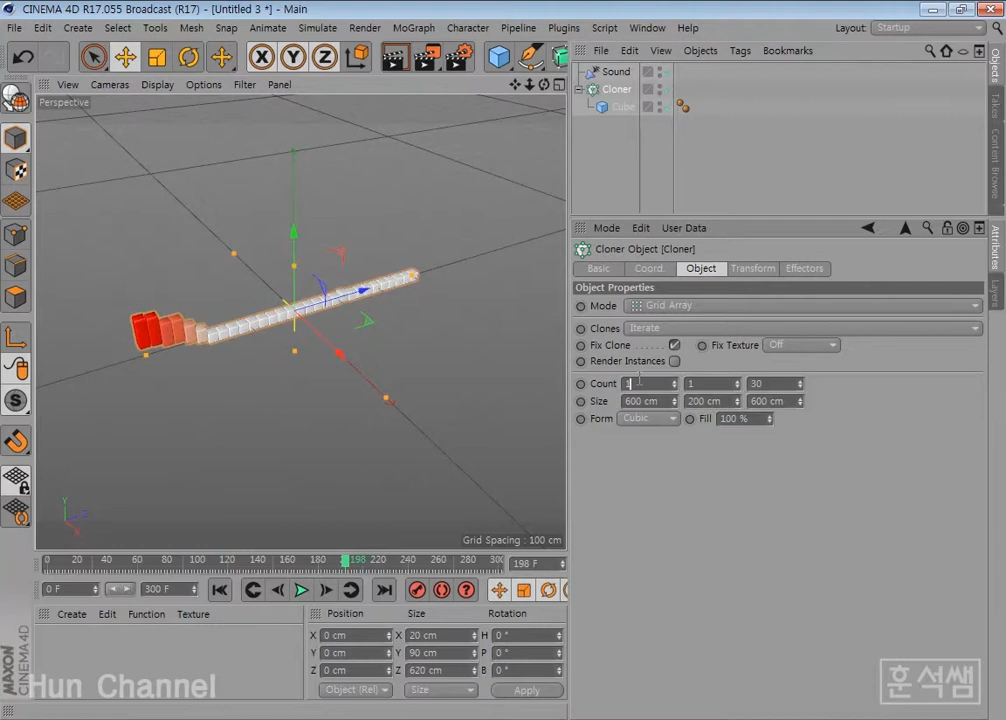 CINEMA 4D R17.055 Broadcast (R17) - [Untitled 3 *] - Main
File Edit Create Tools Mesh Snap Animate Simulate Render MoGraph Character Pipeline Plugins Script Window Help Layout: Startup
X Y Z
File Edit View Objects Tags Bookmarks
Sound
Cloner
Cube
Objects
Takes
Content Browse
View Cameras Display Options Filter Panel
Perspective
Mode Edit User Data
Cloner Object [Cloner]
Basic Coord. Object Transform Effectors
Attributes
Layers
Object Properties
Mode Grid Array
Clones Iterate
Fix Clone Fix Texture Off
Render Instances
Count 1 1 30
Size 600 cm 200 cm 600 cm
Form Cubic Fill 100 %
S
Y
Z
X
Grid Spacing : 100 cm
0 20 40 60 80 100 120 140 160 180 198 220 240 260 280 300 198 F
0 F 300 F
Create Edit Function Texture
Position Size Rotation
X 0 cm X 20 cm H 0 °
Y 0 cm Y 90 cm P 0 °
Z 0 cm Z 620 cm B 0 °
Object (Rel) Size Apply
MAXON
CINEMA 4D
Hun Channel
훈석쌤